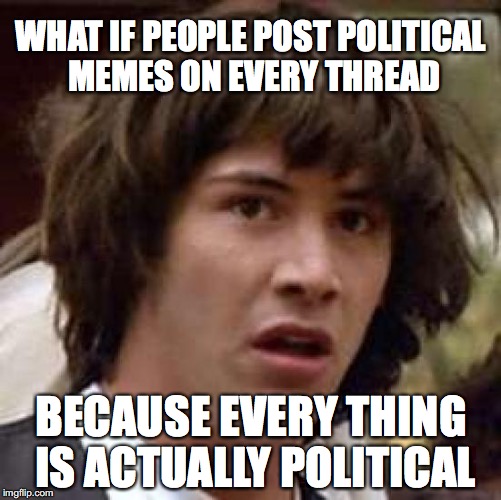 WHAT IF PEOPLE POST POLITICAL
MEMES ON EVERY THREAD
BECAUSE EVERY THING
IS ACTUALLY POLITICAL
imgflip.com